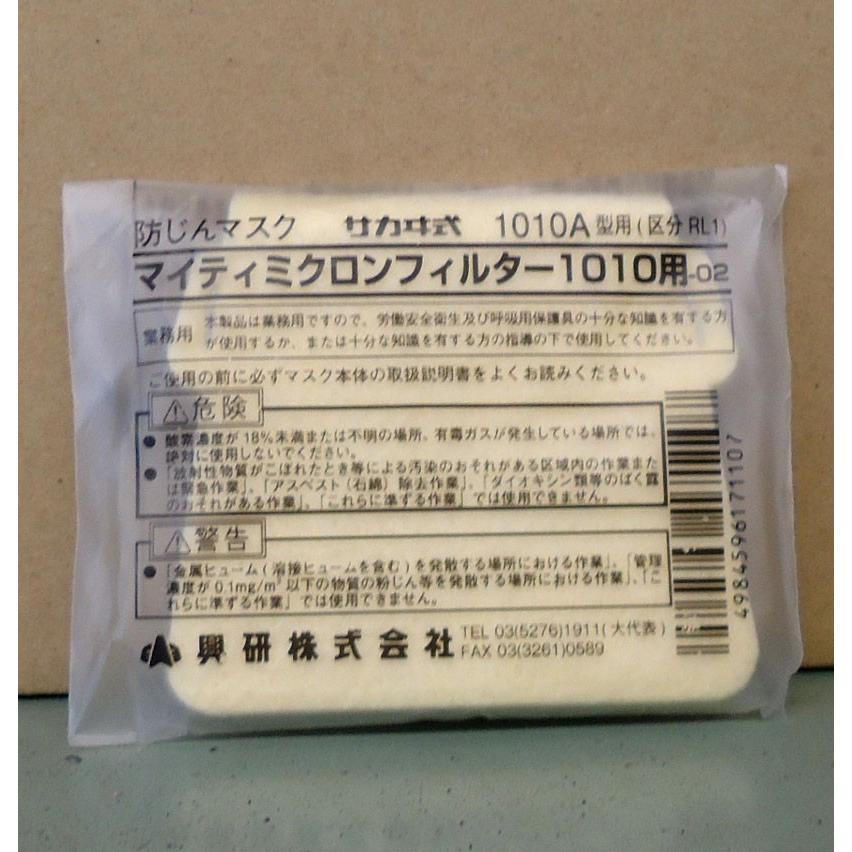 防じんマスク サカヰ式 1010A型用(区分RL1)
マイティミクロンフィルター1010用-02
業務用 本製品は業務用ですので、労働安全衛生及び呼吸用保護具の十分な知識を有する方
が使用するか、または十分な知識を有する方の指導の下で使用してください。
ご使用の前に必ずマスク本体の取扱説明書をよくお読みください。
⚠危険
● 酸素濃度が18%未満または不明の場所、有毒ガスが発生している場所では、
絶対に使用しないでください。
● 「放射性物質がこぼれたとき等による汚染のおそれがある区域内の作業また
は緊急作業」、「アスベスト(石綿)除去作業」、「ダイオキシン類等のばく露
のおそれがある作業」、「これらに準ずる作業」では使用できません。
⚠警告
● 「金属ヒューム(溶接ヒュームを含む)を発散する場所における作業」、「管理
濃度が0.1mg/m³以下の物質の粉じん等を発散する場所における作業」、「こ
れらに準ずる作業」では使用できません。
興研株式会社
TEL 03(5276)1911(大代表)
FAX 03(3261)0589
4984596171107